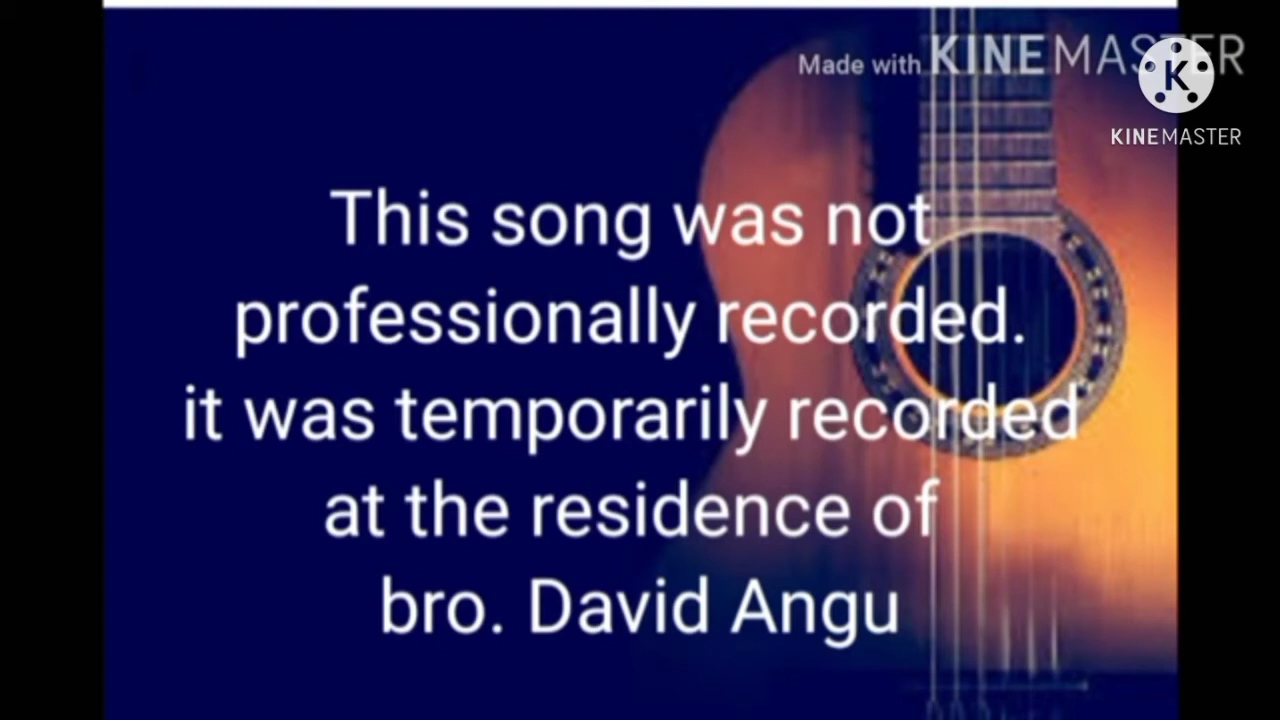 Made with KINEMASTER
KINEMASTER
This song was not
professionally recorded.
it was temporarily recorded
at the residence of
bro. David Angu